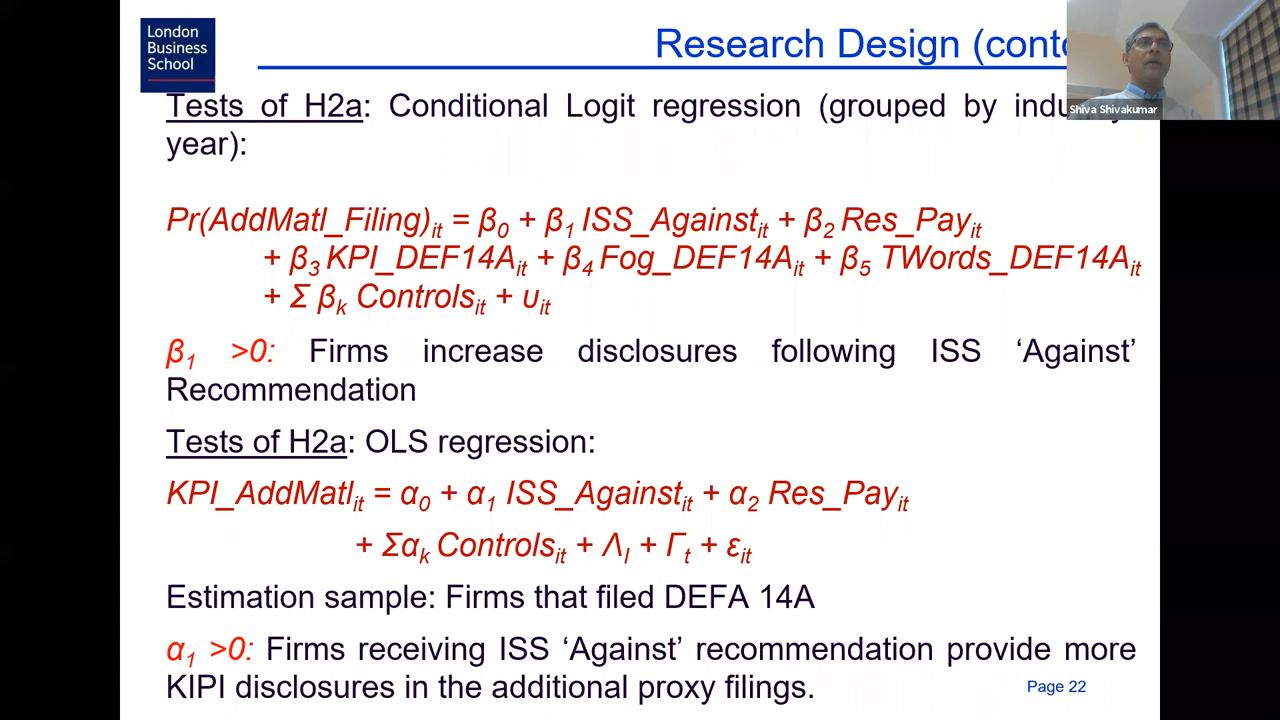 London
Business
School
Research Design (conto
Shiva Shivakumar
Tests of H2a: Conditional Logit regression (grouped by
year):
Pr(AddMatl_Filing)it = β0 + β1 ISS_Againstit + β2 Res_Payit
+ β3 KPI_DEF14Ait + β4 Fog_DEF14Ait + β5 TWords_DEF14Ait
+ Σ βk Controlsit + υit
β1 >0: Firms increase disclosures following ISS ‘Against’
Recommendation
Tests of H2a: OLS regression:
KPI_AddMatlit = α0 + α1 ISS_Againstit + α2 Res_Payit
+ Σαk Controlsit + ΛI + Γt + εit
Estimation sample: Firms that filed DEFA 14A
α1 >0: Firms receiving ISS ‘Against’ recommendation provide more
KIPI disclosures in the additional proxy filings.
Page 22